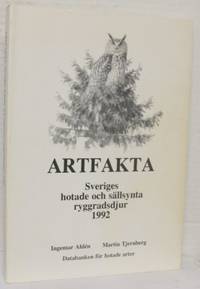 ARTFAKTA
Sveriges
hotade och sällsynta
ryggradsdjur
1992
Ingemar Ahlén Martin Tjernberg
Databanken för hotade arter